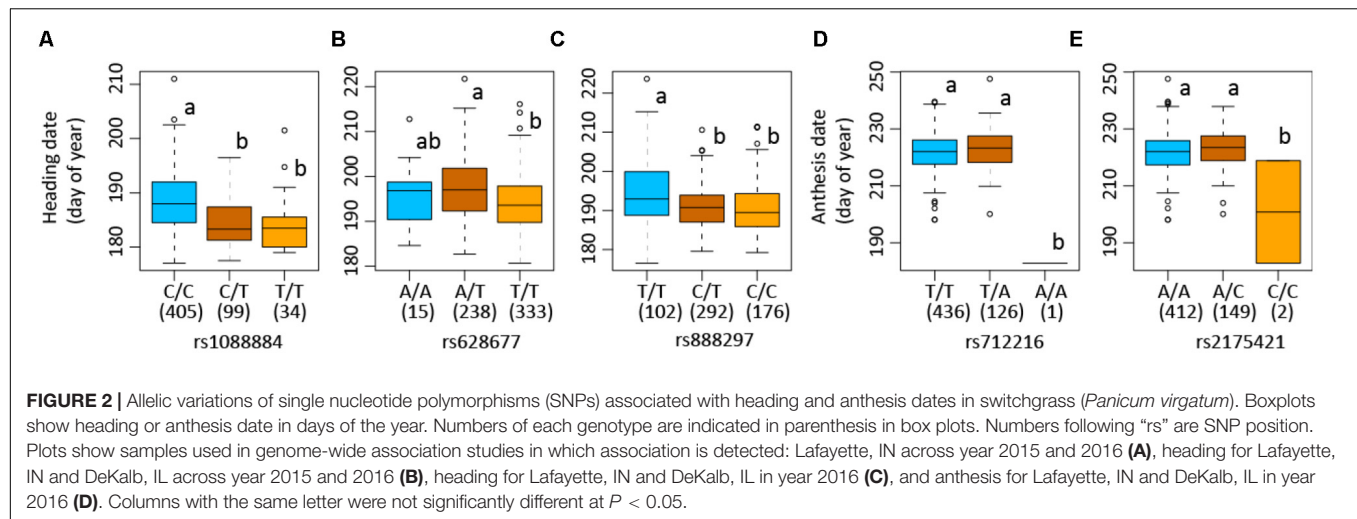 A B C D E
Heading date
(day of year)
210
200
190
180
a
b
b
C/C C/T T/T
(405) (99) (34)
rs1088884
220
210
200
190
180
ab
a
b
A/A A/T T/T
(15) (238) (333)
rs628677
220
210
200
190
180
a
b
b
T/T C/T C/C
(102) (292) (176)
rs888297
Anthesis date
(day of year)
250
230
210
190
a
a
b
T/T T/A A/A
(436) (126) (1)
rs712216
250
230
210
190
a
a
b
A/A A/C C/C
(412) (149) (2)
rs2175421
FIGURE 2 | Allelic variations of single nucleotide polymorphisms (SNPs) associated with heading and anthesis dates in switchgrass (Panicum virgatum). Boxplots
show heading or anthesis date in days of the year. Numbers of each genotype are indicated in parenthesis in box plots. Numbers following “rs” are SNP position.
Plots show samples used in genome-wide association studies in which association is detected: Lafayette, IN across year 2015 and 2016 (A), heading for Lafayette,
IN and DeKalb, IL across year 2015 and 2016 (B), heading for Lafayette, IN and DeKalb, IL in year 2016 (C), and anthesis for Lafayette, IN and DeKalb, IL in year
2016 (D). Columns with the same letter were not significantly different at P < 0.05.